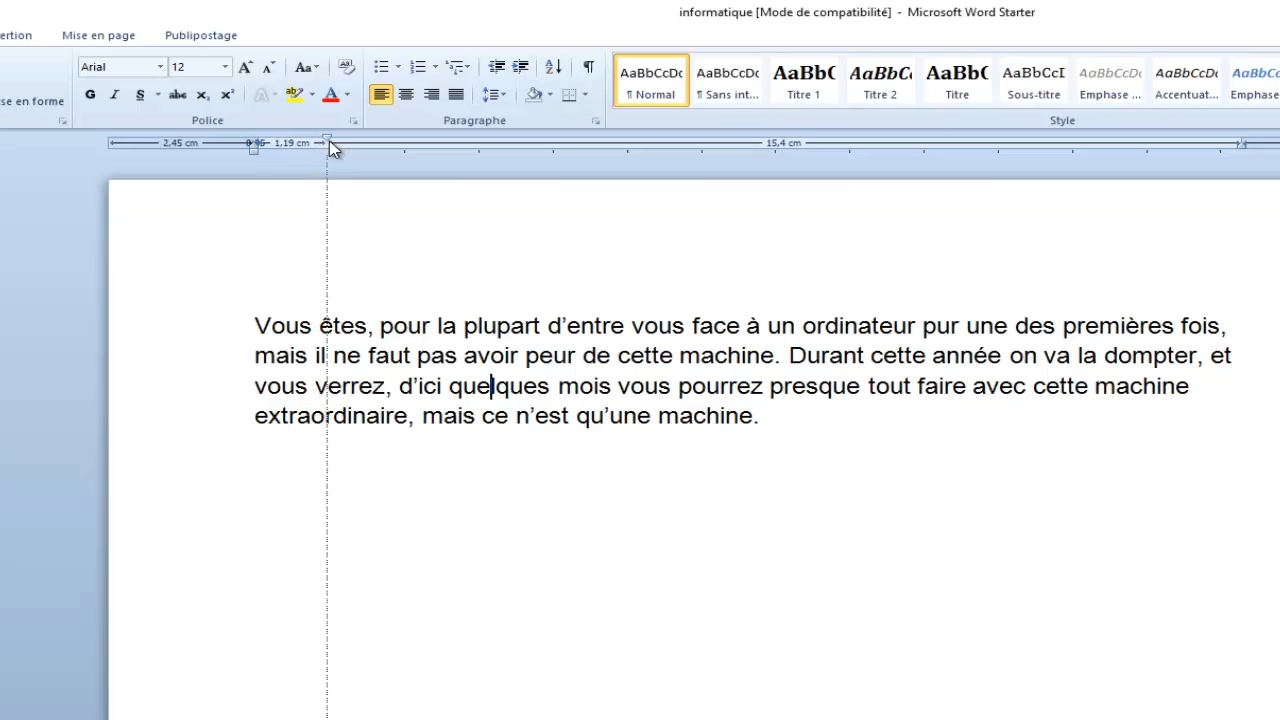 informatique [Mode de compatibilité] - Microsoft Word Starter
ertion Mise en page Publipostage
Arial 12 Aa
AaBbCcDc AaBbCcDc AaBbC AaBbCc AaBbC AaBbCcI AaBbCcDc AaBbCcDc AaBbCcDc
se en forme G I S abc x₂ x² A ab A
¶ Normal ¶ Sans int... Titre 1 Titre 2 Titre Sous-titre Emphase ... Accentuat... Emphase
Police Paragraphe Style
2,45 cm 1,19 cm 15,4 cm
Vous êtes, pour la plupart d’entre vous face à un ordinateur pur une des premières fois,
mais il ne faut pas avoir peur de cette machine. Durant cette année on va la dompter, et
vous verrez, d’ici quelques mois vous pourrez presque tout faire avec cette machine
extraordinaire, mais ce n’est qu’une machine.